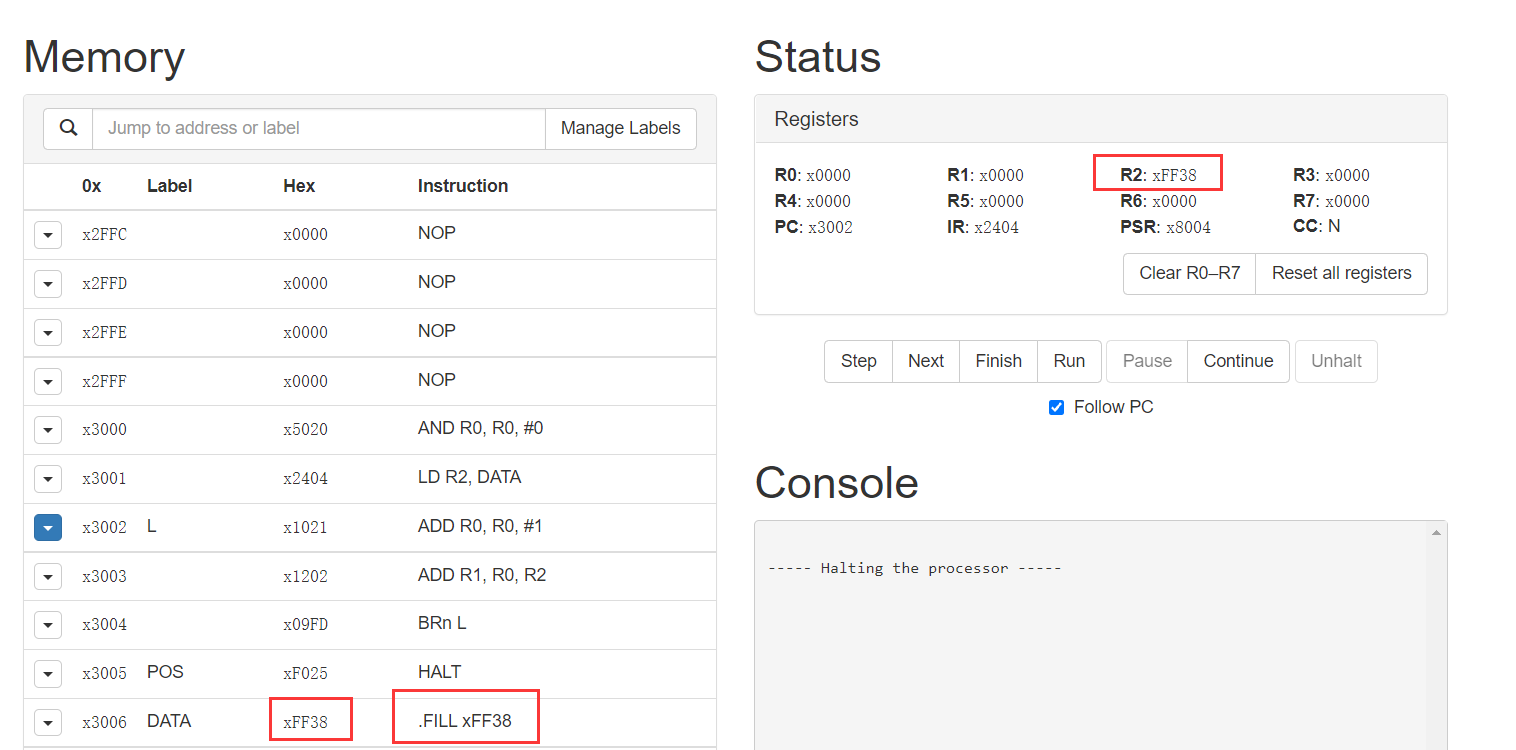 Memory
Jump to address or label Manage Labels
0x Label Hex Instruction
x2FFC x0000 NOP
x2FFD x0000 NOP
x2FFE x0000 NOP
x2FFF x0000 NOP
x3000 x5020 AND R0, R0, #0
x3001 x2404 LD R2, DATA
x3002 L x1021 ADD R0, R0, #1
x3003 x1202 ADD R1, R0, R2
x3004 x09FD BRn L
x3005 POS xF025 HALT
x3006 DATA xFF38 .FILL xFF38
Status
Registers
R0: x0000 R1: x0000 R2: xFF38 R3: x0000
R4: x0000 R5: x0000 R6: x0000 R7: x0000
PC: x3002 IR: x2404 PSR: x8004 CC: N
Clear R0–R7 Reset all registers
Step Next Finish Run Pause Continue Unhalt
Follow PC
Console
----- Halting the processor -----